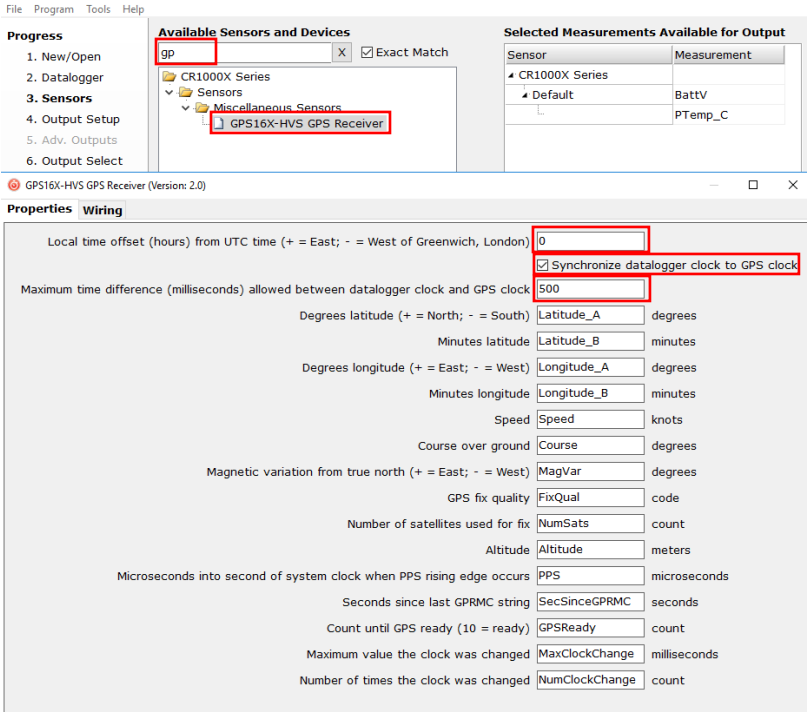 File Program Tools Help
Progress
1. New/Open
2. Datalogger
3. Sensors
4. Output Setup
5. Adv. Outputs
6. Output Select
Available Sensors and Devices
gp X Exact Match
CR1000X Series
Sensors
Miscellaneous Sensors
GPS16X-HVS GPS Receiver
Selected Measurements Available for Output
Sensor Measurement
CR1000X Series
Default BattV
PTemp_C
GPS16X-HVS GPS Receiver (Version: 2.0)
Properties Wiring
Local time offset (hours) from UTC time (+ = East; - = West of Greenwich, London) 0
Synchronize datalogger clock to GPS clock
Maximum time difference (milliseconds) allowed between datalogger clock and GPS clock 500
Degrees latitude (+ = North; - = South) Latitude_A degrees
Minutes latitude Latitude_B minutes
Degrees longitude (+ = East; - = West) Longitude_A degrees
Minutes longitude Longitude_B minutes
Speed Speed knots
Course over ground Course degrees
Magnetic variation from true north (+ = East; - = West) MagVar degrees
GPS fix quality FixQual code
Number of satellites used for fix NumSats count
Altitude Altitude meters
Microseconds into second of system clock when PPS rising edge occurs PPS microseconds
Seconds since last GPRMC string SecSinceGPRMC seconds
Count until GPS ready (10 = ready) GPSReady count
Maximum value the clock was changed MaxClockChange milliseconds
Number of times the clock was changed NumClockChange count